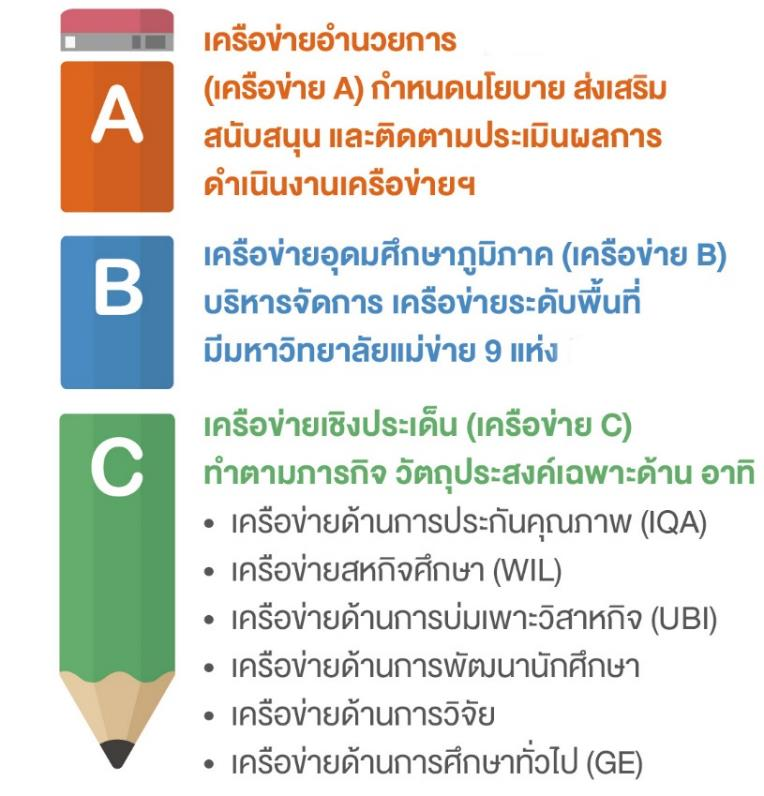 A
เครือข่ายอำนวยการ
(เครือข่าย A) กำหนดนโยบาย ส่งเสริม
สนับสนุน และติดตามประเมินผลการ
ดำเนินงานเครือข่ายฯ
B
เครือข่ายอุดมศึกษาภูมิภาค (เครือข่าย B)
บริหารจัดการ เครือข่ายระดับพื้นที่
มีมหาวิทยาลัยแม่ข่าย 9 แห่ง
C
เครือข่ายเชิงประเด็น (เครือข่าย C)
ทำตามภารกิจ วัตถุประสงค์เฉพาะด้าน อาทิ
• เครือข่ายด้านการประกันคุณภาพ (IQA)
• เครือข่ายสหกิจศึกษา (WIL)
• เครือข่ายด้านการบ่มเพาะวิสาหกิจ (UBI)
• เครือข่ายด้านการพัฒนานักศึกษา
• เครือข่ายด้านการวิจัย
• เครือข่ายด้านการศึกษาทั่วไป (GE)